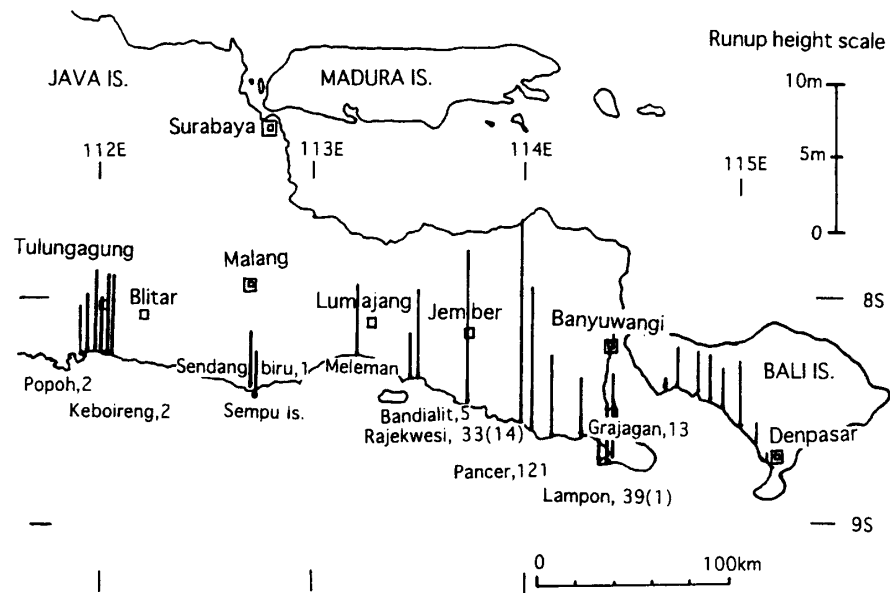 Runup height scale
JAVA IS.
MADURA IS.
10m
Surabaya
112E
113E
114E
5m
115E
0
Tulungagung
Malang
Blitar
Lumajang
Jember
Banyuwangi
8S
Sendang biru,1
Meleman
BALI IS.
Popoh,2
Keboireng,2
Sempu is.
Bandialit,5
Rajekwesi, 33(14)
Grajagan,13
Denpasar
Pancer,121
Lampon, 39(1)
9S
0
100km